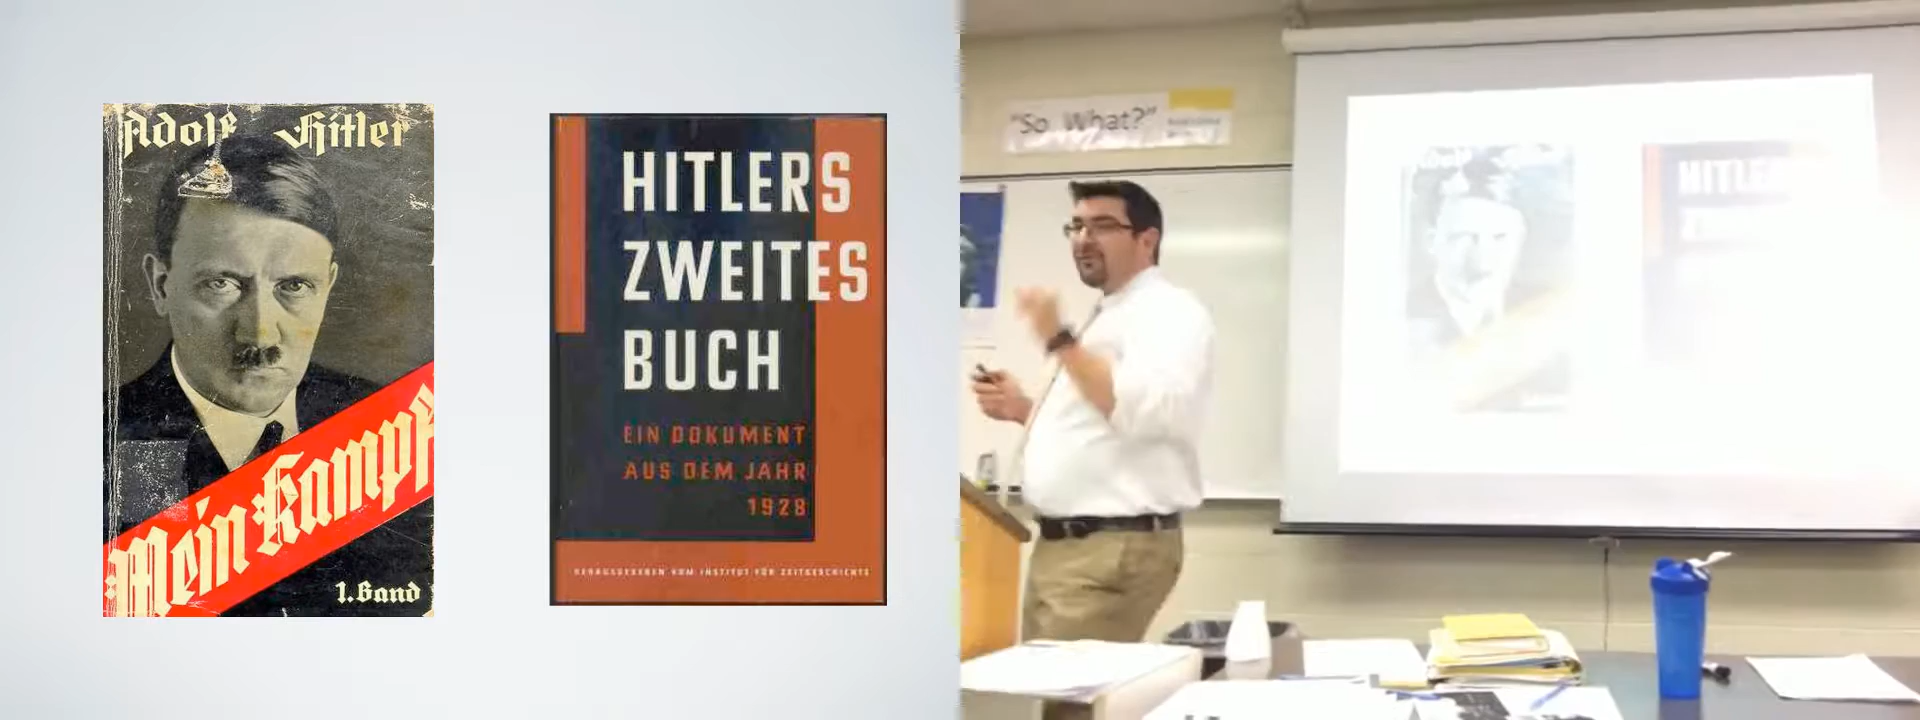 Adolf Hitler
Mein Kampf
1. Band
HITLERS
ZWEITES
BUCH
EIN DOKUMENT
AUS DEM JAHR
1928
HERAUSGEGEBEN VOM INSTITUT FÜR ZEITGESCHICHTE
"So What?"
HITLE